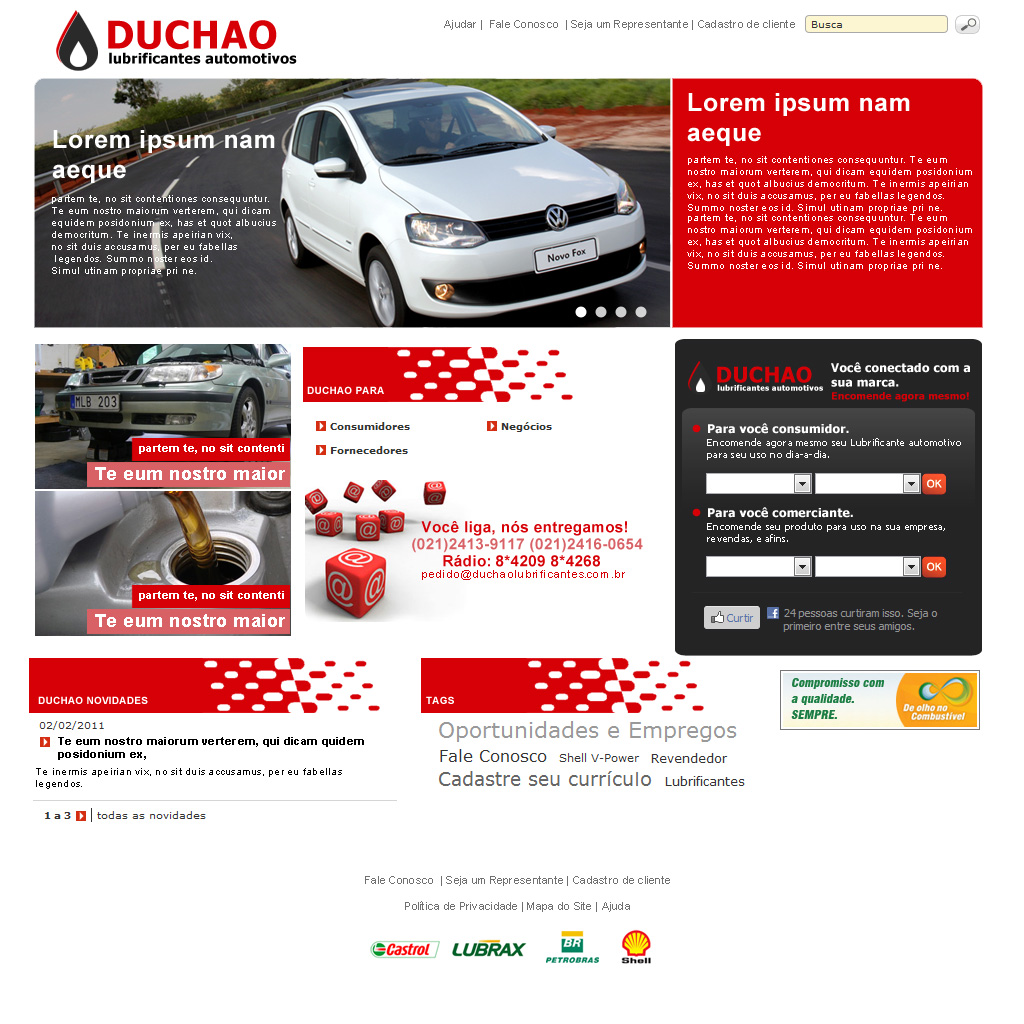 DUCHAO
lubrificantes automotivos
Ajudar | Fale Conosco | Seja um Representante | Cadastro de cliente
Busca
Lorem ipsum nam
aeque
partem te, no sit contentiones consequuntur.
Te eum nostro maiorum verterem, qui dicam
equidem posidonium ex, has et quot albucius
democritum. Te inermis apeirian vix,
no sit duis accusamus, per eu fabellas
legendos. Summo noster eos id.
Simul utinam propriae pri ne.
Novo Fox
Lorem ipsum nam
aeque
partem te, no sit contentiones consequuntur. Te eum
nostro maiorum verterem, qui dicam equidem posidonium
ex, has et quot albucius democritum. Te inermis apeirian
vix, no sit duis accusamus, per eu fabellas legendos.
Summo noster eos id. Simul utinam propriae pri ne.
partem te, no sit contentiones consequuntur. Te eum
nostro maiorum verterem, qui dicam equidem posidonium
ex, has et quot albucius democritum. Te inermis apeirian
vix, no sit duis accusamus, per eu fabellas legendos.
Summo noster eos id. Simul utinam propriae pri ne.
MLB 203
partem te, no sit contenti
Te eum nostro maior
partem te, no sit contenti
Te eum nostro maior
DUCHAO PARA
Consumidores
Negócios
Fornecedores
Você liga, nós entregamos!
(021)2413-9117 (021)2416-0654
Rádio: 8*4209 8*4268
pedido@duchaolubrificantes.com.br
DUCHAO
lubrificantes automotivos
Você conectado com a
sua marca.
Encomende agora mesmo!
Para você consumidor.
Encomende agora mesmo seu Lubrificante automotivo
para seu uso no dia-a-dia.
OK
Para você comerciante.
Encomende seu produto para uso na sua empresa,
revendas, e afins.
OK
Curtir
24 pessoas curtiram isso. Seja o
primeiro entre seus amigos.
DUCHAO NOVIDADES
02/02/2011
Te eum nostro maiorum verterem, qui dicam quidem
posidonium ex,
Te inermis apeirian vix, no sit duis accusamus, per eu fabellas
legendos.
1 a 3 | todas as novidades
TAGS
Oportunidades e Empregos
Fale Conosco Shell V-Power Revendedor
Cadastre seu currículo Lubrificantes
Compromisso com
a qualidade.
SEMPRE.
De olho no
Combustível
Fale Conosco | Seja um Representante | Cadastro de cliente
Política de Privacidade | Mapa do Site | Ajuda
Castrol
LUBRAX
BR
PETROBRAS
Shell